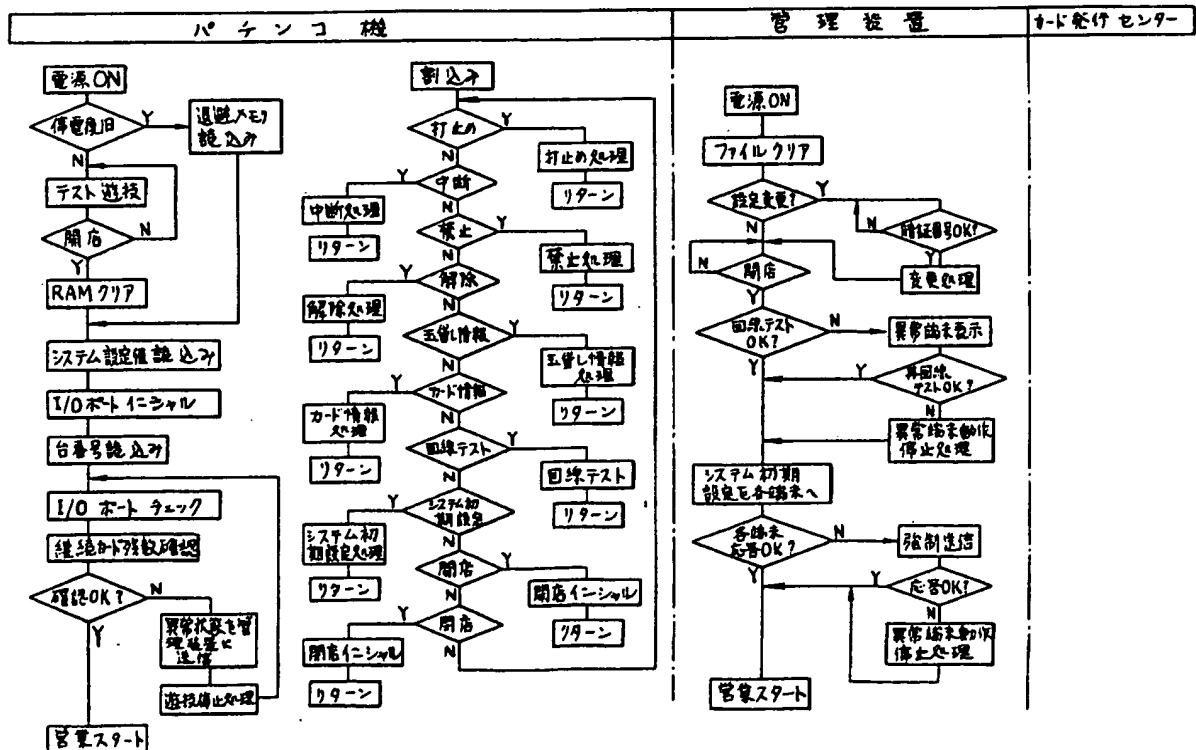 パチンコ機
管理装置
カード発行センター
電源ON
停電復旧
Y
退避メモリ
読込み
N
テスト遊技
開店
N
Y
RAMクリア
システム設定値読込み
I/Oポートイニシャル
台番号読込み
I/Oポートチェック
継続カード残数確認
確認OK?
N
Y
異常状態を管
理装置に
送信
遊技停止処理
営業スタート
割込み
打止め
Y
打止め処理
リターン
N
中断
Y
中断処理
リターン
N
禁止
Y
禁止処理
リターン
N
解除
Y
解除処理
リターン
N
玉貸し情報
Y
玉貸し情報
処理
リターン
N
カード情報
Y
カード情報
処理
リターン
N
回線テスト
Y
回線テスト
リターン
N
システム初
期設定
Y
システム初
期設定処理
リターン
N
開店
Y
開店イニシャル
リターン
N
閉店
Y
閉店イニシャル
リターン
N
電源ON
ファイルクリア
設定変更?
Y
N
暗証番号OK?
N
Y
変更処理
開店
N
Y
回線テスト
OK?
N
異常端末表示
Y
再回線
テストOK?
Y
N
異常端末動作
停止処理
システム初期
設定を各端末へ
各端末
応答OK?
N
強制送信
Y
応答OK?
Y
N
異常端末動作
停止処理
営業スタート